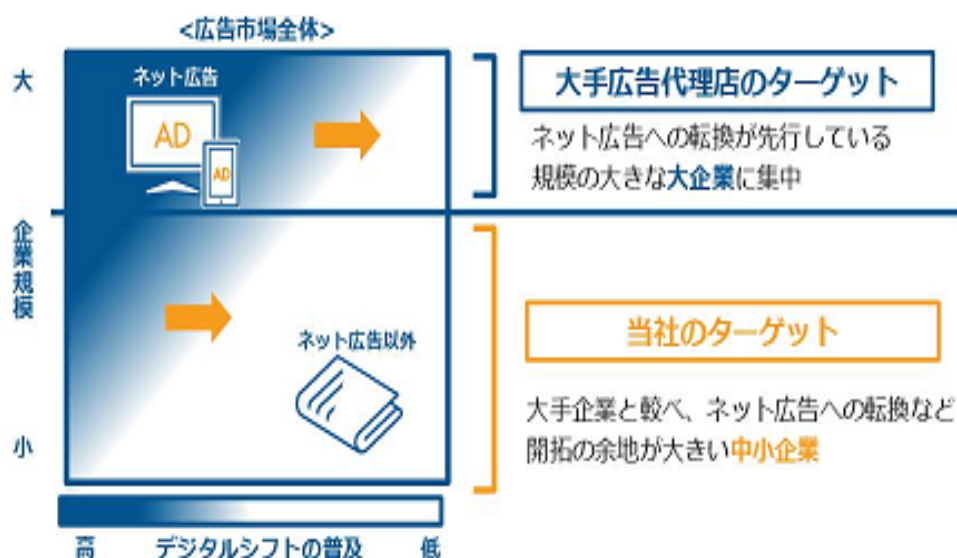 <広告市場全体>
大
ネット広告
AD
AD
企業規模
ネット広告以外
小
高
デジタルシフトの普及
低
大手広告代理店のターゲット
ネット広告への転換が先行している
規模の大きな大企業に集中
当社のターゲット
大手企業と較べ、ネット広告への転換など
開拓の余地が大きい中小企業